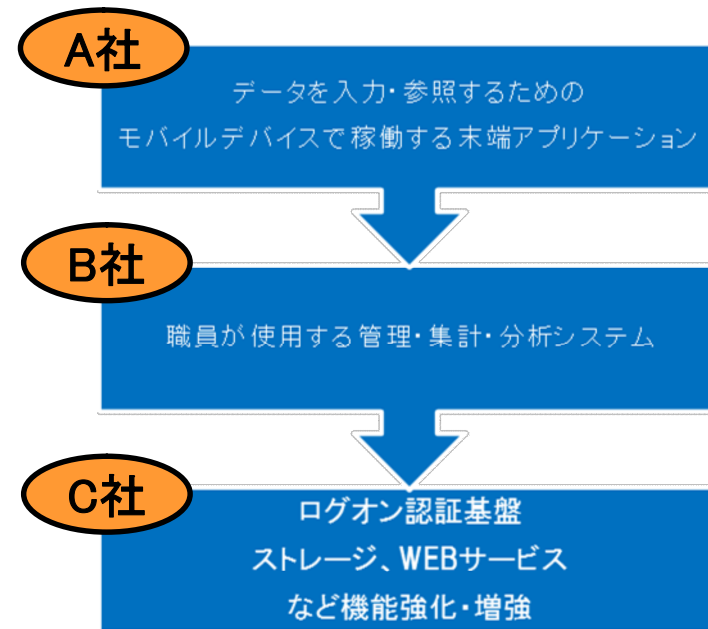 A社
データを入力・参照するための
モバイルデバイスで稼働する末端アプリケーション
B社
職員が使用する管理・集計・分析システム
C社
ログオン認証基盤
ストレージ、WEBサービス
など機能強化・増強